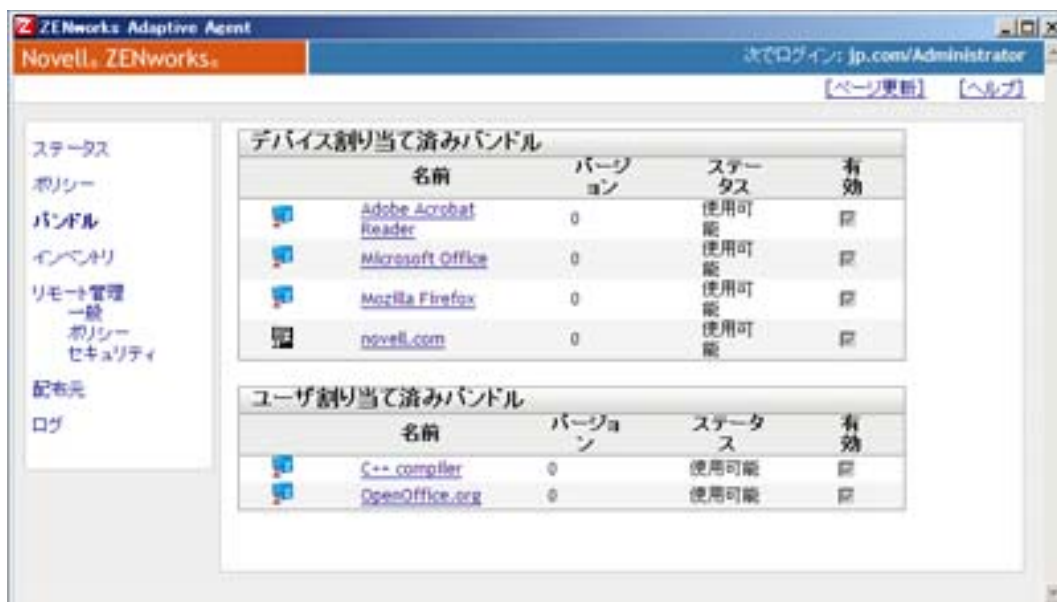 ZENworks Adaptive Agent
Novell® ZENworks®
次でログイン: jp.com/Administrator
[ページ更新] [ヘルプ]
ステータス
ポリシー
バンドル
インベントリ
リモート管理
一般
ポリシー
セキュリティ
配布元
ログ
デバイス割り当て済みバンドル
名前 バージョン ステータス 有効
Adobe Acrobat Reader 0 使用可能
Microsoft Office 0 使用可能
Mozilla Firefox 0 使用可能
novell.com 0 使用可能
ユーザ割り当て済みバンドル
名前 バージョン ステータス 有効
C++ compiler 0 使用可能
OpenOffice.org 0 使用可能